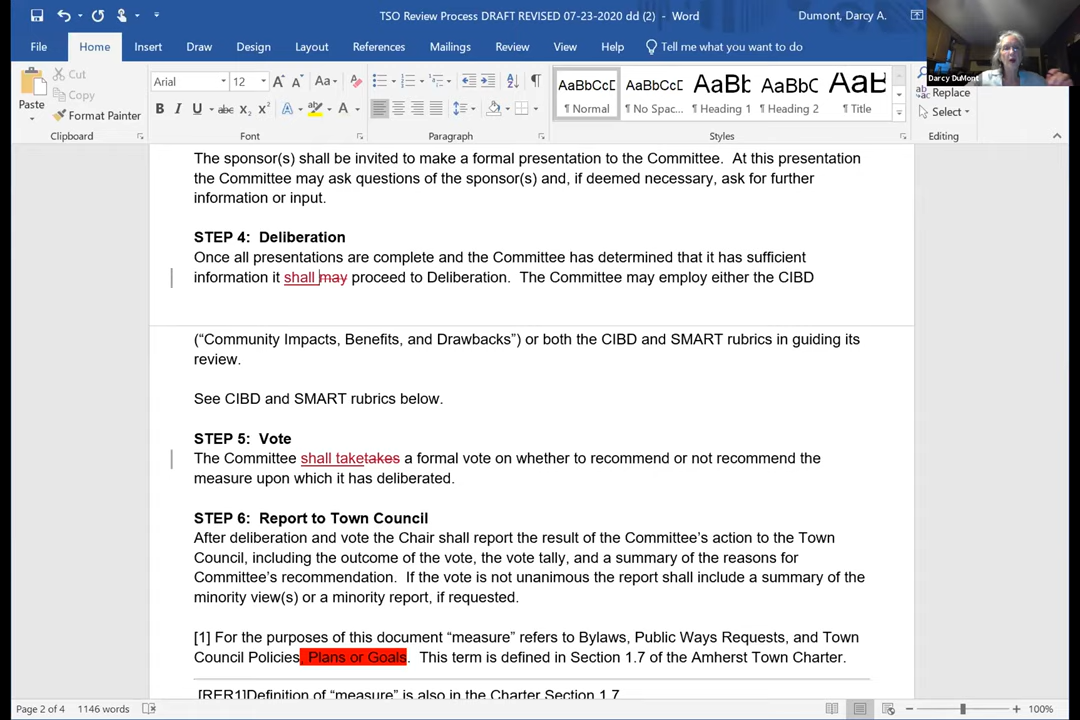 TSO Review Process DRAFT REVISED 07-23-2020 dd (2) - Word
Dumont, Darcy A.
File Home Insert Draw Design Layout References Mailings Review View Help Tell me what you want to do
Darcy DuMont
Paste
Cut
Copy
Format Painter
Arial 12
Replace
Select
AaBbCcD AaBbCcD AaBbC AaBbC AaB
¶ Normal ¶ No Spac... ¶ Heading 1 ¶ Heading 2 ¶ Title
Clipboard Font Paragraph Styles Editing
The sponsor(s) shall be invited to make a formal presentation to the Committee. At this presentation
the Committee may ask questions of the sponsor(s) and, if deemed necessary, ask for further
information or input.
STEP 4: Deliberation
Once all presentations are complete and the Committee has determined that it has sufficient
information it shall may proceed to Deliberation. The Committee may employ either the CIBD
(“Community Impacts, Benefits, and Drawbacks”) or both the CIBD and SMART rubrics in guiding its
review.
See CIBD and SMART rubrics below.
STEP 5: Vote
The Committee shall taketakes a formal vote on whether to recommend or not recommend the
measure upon which it has deliberated.
STEP 6: Report to Town Council
After deliberation and vote the Chair shall report the result of the Committee’s action to the Town
Council, including the outcome of the vote, the vote tally, and a summary of the reasons for
Committee’s recommendation. If the vote is not unanimous the report shall include a summary of the
minority view(s) or a minority report, if requested.
[1] For the purposes of this document “measure” refers to Bylaws, Public Ways Requests, and Town
Council Policies, Plans or Goals. This term is defined in Section 1.7 of the Amherst Town Charter.
[RER1]Definition of “measure” is also in the Charter Section 1.7
Page 2 of 4 1146 words 100%